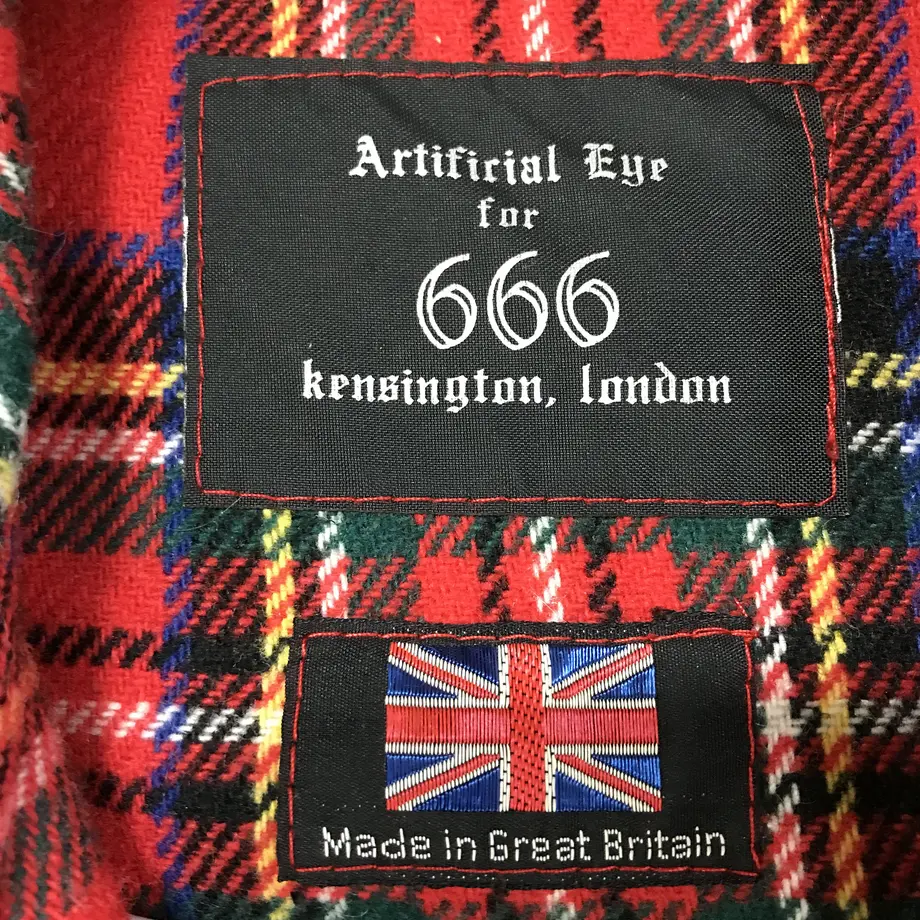 Artificial Eye
for
666
kensington, london
Made in Great Britain